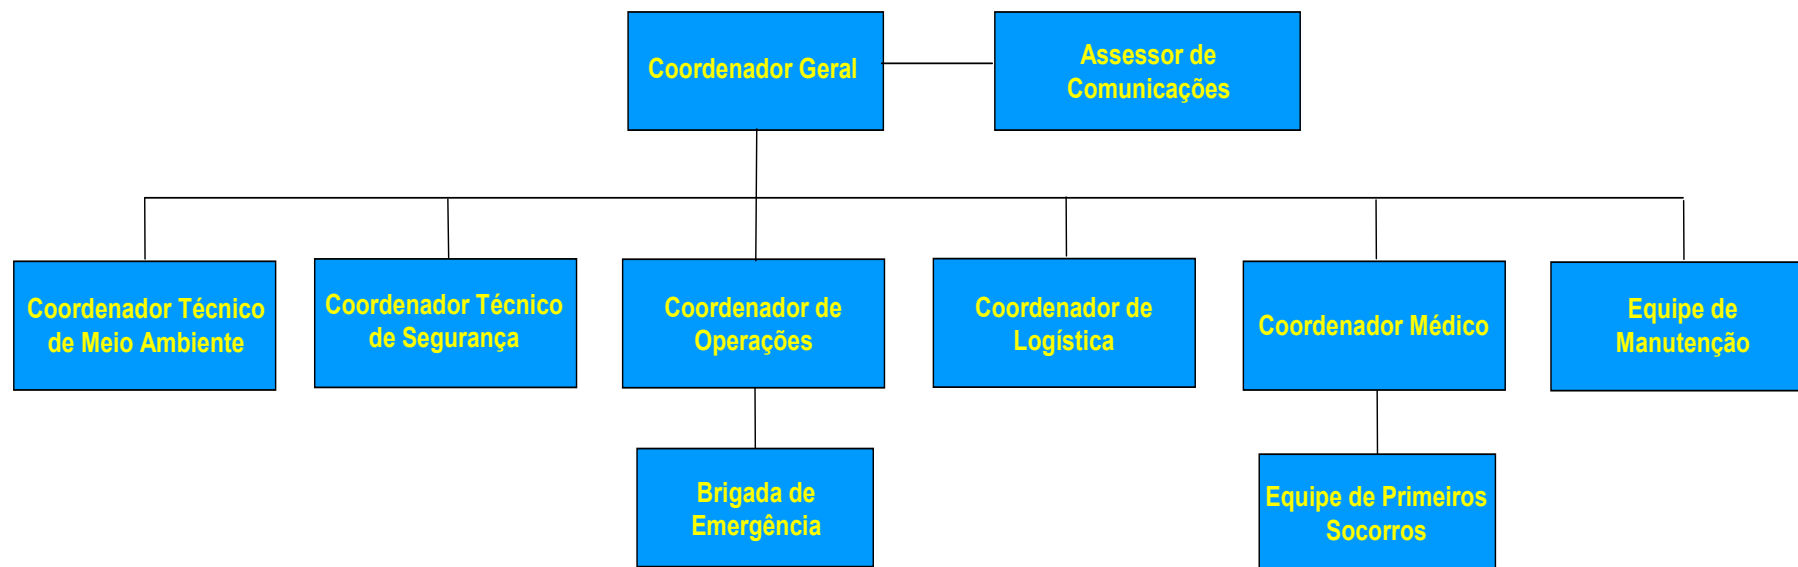 Coordenador Geral
Assessor de
Comunicações
Coordenador Técnico
de Meio Ambiente
Coordenador Técnico
de Segurança
Coordenador de
Operações
Coordenador de
Logística
Coordenador Médico
Equipe de
Manutenção
Brigada de
Emergência
Equipe de Primeiros
Socorros